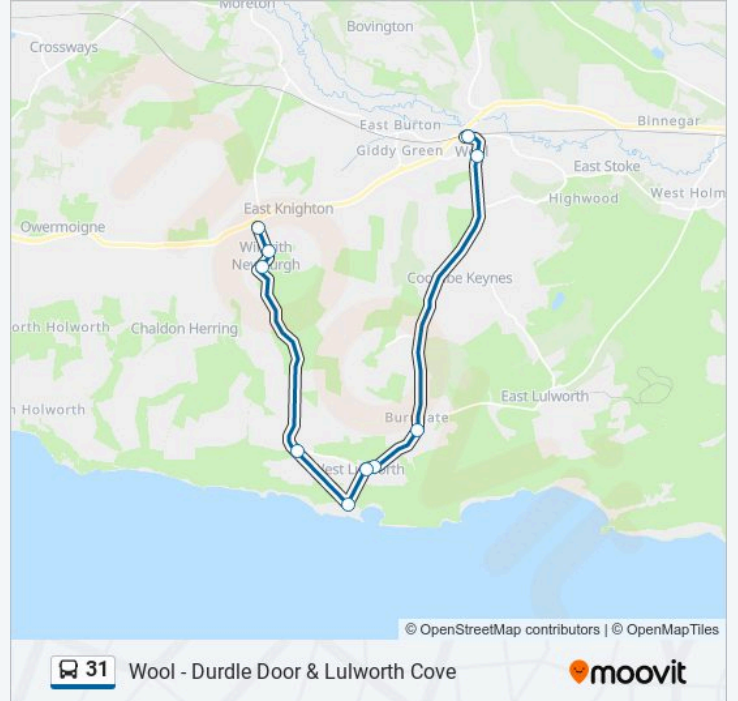 Moreton
Bovington
Crossways
Binnegar
East Burton
Giddy Green
East Stoke
Highwood
West Holm
East Knighton
Owermoigne
Coombe Keynes
orth Holworth
Chaldon Herring
East Lulworth
Holworth
© OpenStreetMap contributors | © OpenMapTiles
31 Wool - Durdle Door & Lulworth Cove
moovit